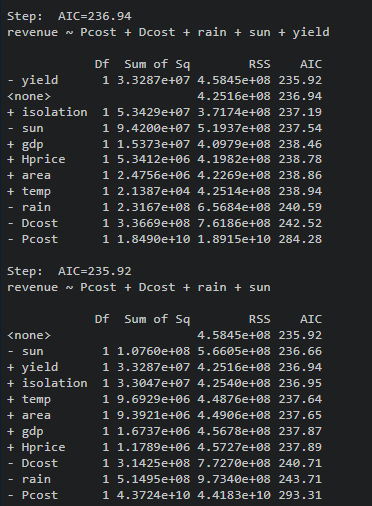 Step:  AIC=236.94
revenue ~ Pcost + Dcost + rain + sun + yield

            Df  Sum of Sq        RSS    AIC
- yield      1 3.3287e+07 4.5845e+08 235.92
<none>                    4.2516e+08 236.94
+ isolation  1 5.3429e+07 3.7174e+08 237.19
- sun        1 9.4200e+07 5.1937e+08 237.54
+ gdp        1 1.5373e+07 4.0979e+08 238.46
+ Hprice     1 5.3412e+06 4.1982e+08 238.78
+ area       1 2.4756e+06 4.2269e+08 238.86
+ temp       1 2.1387e+04 4.2514e+08 238.94
- rain       1 2.3167e+08 6.5684e+08 240.59
- Dcost      1 3.3669e+08 7.6186e+08 242.52
- Pcost      1 1.8490e+10 1.8915e+10 284.28

Step:  AIC=235.92
revenue ~ Pcost + Dcost + rain + sun

            Df  Sum of Sq        RSS    AIC
<none>                    4.5845e+08 235.92
- sun        1 1.0760e+08 5.6605e+08 236.66
+ yield      1 3.3287e+07 4.2516e+08 236.94
+ isolation  1 3.3047e+07 4.2540e+08 236.95
+ temp       1 9.6929e+06 4.4876e+08 237.64
+ area       1 9.3921e+06 4.4906e+08 237.65
+ gdp        1 1.6737e+06 4.5678e+08 237.87
+ Hprice     1 1.1789e+06 4.5727e+08 237.89
- Dcost      1 3.1425e+08 7.7270e+08 240.71
- rain       1 5.1495e+08 9.7340e+08 243.71
- Pcost      1 4.3724e+10 4.4183e+10 293.31